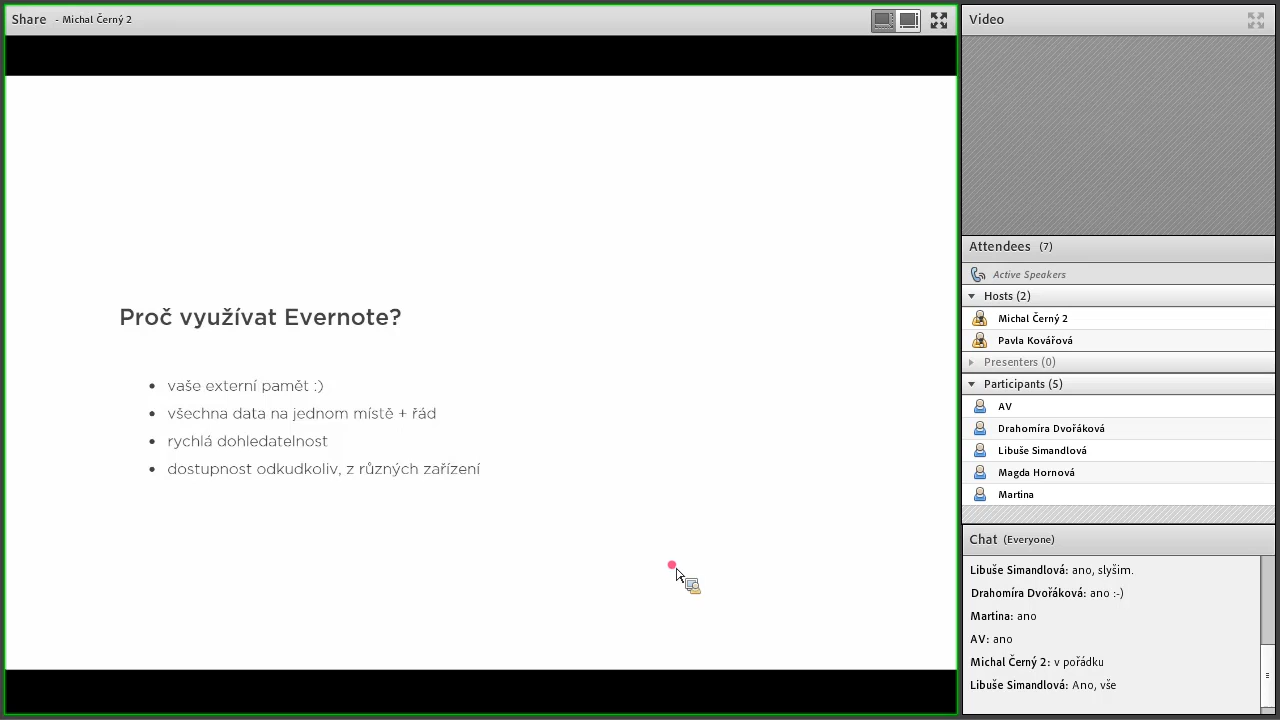 Share - Michal Černý 2
Proč využívat Evernote?
• vaše externí pamět :)
• všechna data na jednom místě + řád
• rychlá dohledatelnost
• dostupnost odkudkoliv, z různých zařízení
Video
Attendees (7)
Active Speakers
Hosts (2)
Michal Černý 2
Pavla Kovářová
Presenters (0)
Participants (5)
AV
Drahomíra Dvořáková
Libuše Simandlová
Magda Hornová
Martina
Chat (Everyone)
Libuše Simandlová: ano, slyšim.
Drahomíra Dvořáková: ano :-)
Martina: ano
AV: ano
Michal Černý 2: v pořádku
Libuše Simandlová: Ano, vše